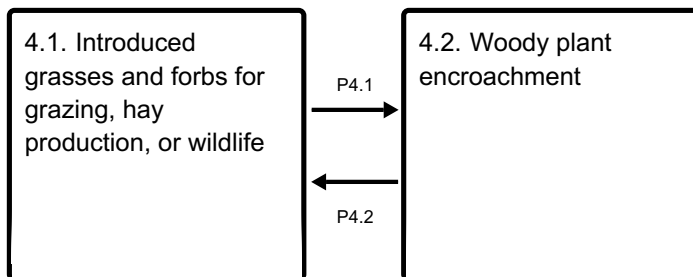 4.1. Introduced
grasses and forbs for
grazing, hay
production, or wildlife
P4.1
4.2. Woody plant
encroachment
P4.2